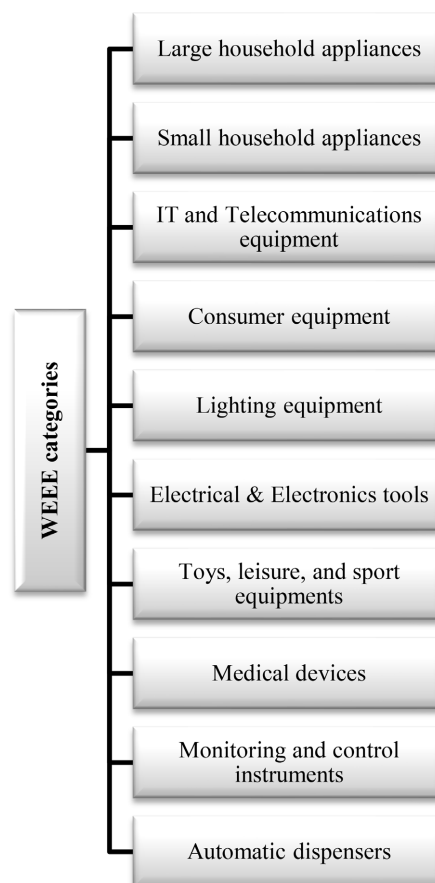 WEEE categories
Large household appliances
Small household appliances
IT and Telecommunications
equipment
Consumer equipment
Lighting equipment
Electrical & Electronics tools
Toys, leisure, and sport
equipments
Medical devices
Monitoring and control
instruments
Automatic dispensers